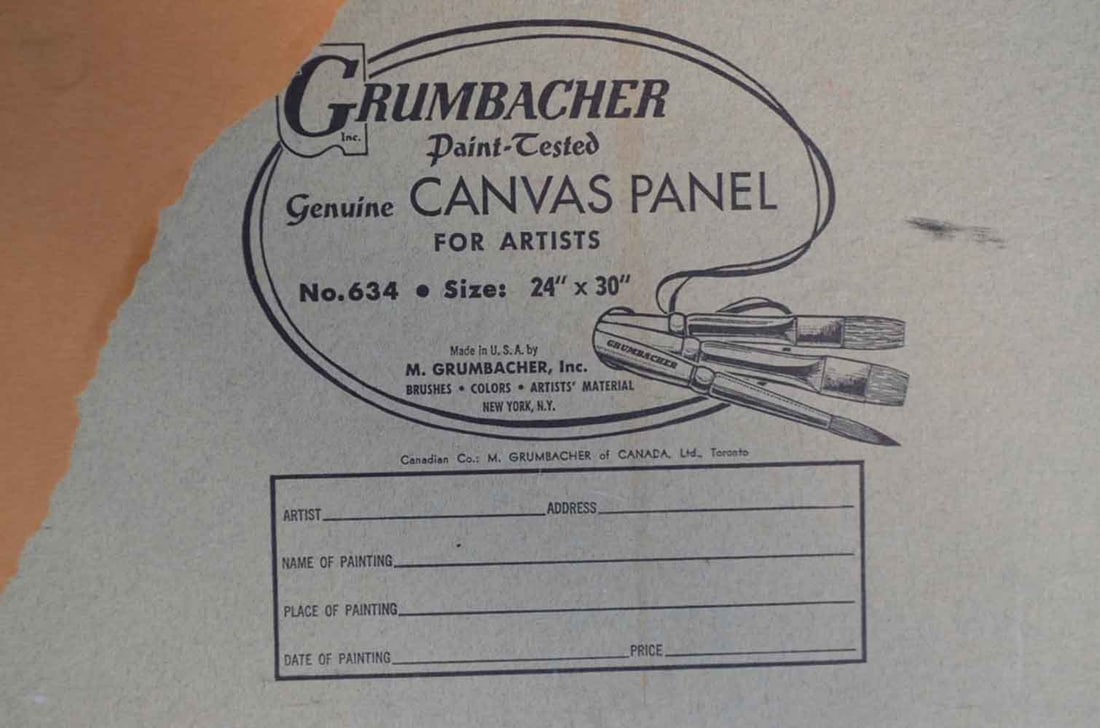 GRUMBACHER
Inc.
Paint-Tested
Genuine CANVAS PANEL
FOR ARTISTS
No.634 • Size: 24" x 30"
GRUMBACHER
Made in U.S.A. by
M. GRUMBACHER, Inc.
BRUSHES • COLORS • ARTISTS' MATERIAL
NEW YORK, N.Y.
Canadian Co.: M. GRUMBACHER of CANADA, Ltd., Toronto
ARTIST ADDRESS
NAME OF PAINTING
PLACE OF PAINTING
DATE OF PAINTING PRICE